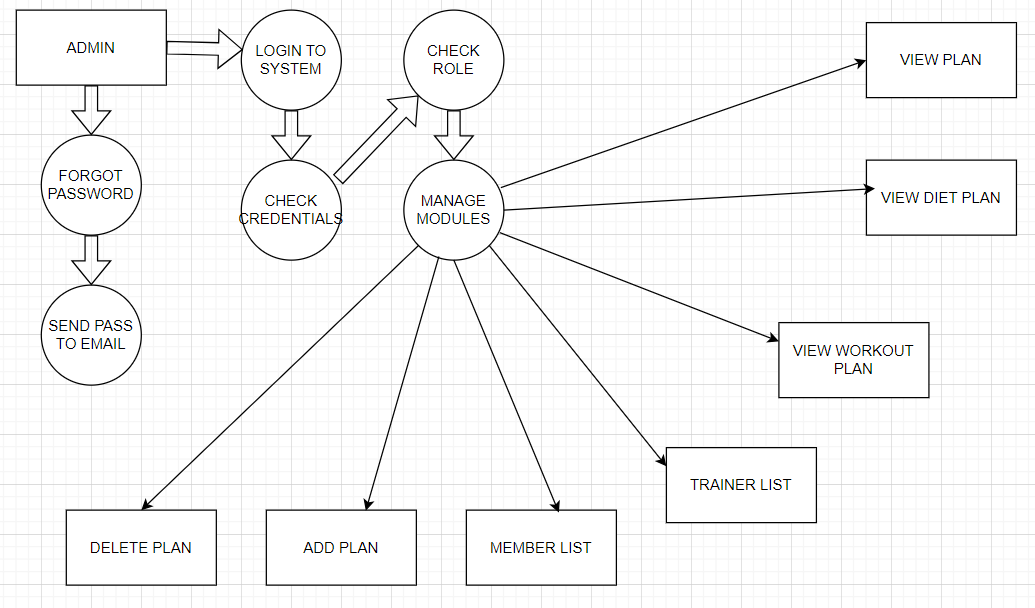 ADMIN
LOGIN TO
SYSTEM
CHECK
ROLE
VIEW PLAN
FORGOT
PASSWORD
CHECK
CREDENTIALS
MANAGE
MODULES
VIEW DIET PLAN
SEND PASS
TO EMAIL
VIEW WORKOUT
PLAN
TRAINER LIST
DELETE PLAN
ADD PLAN
MEMBER LIST